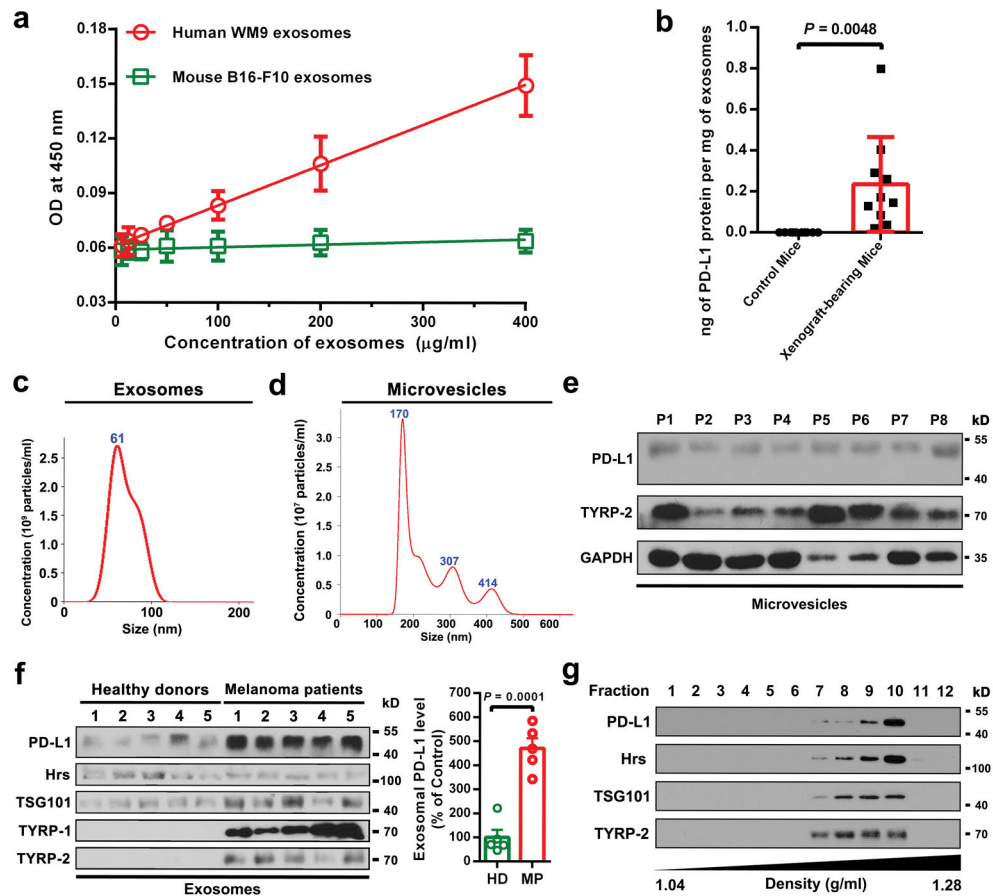 a
Human WM9 exosomes
Mouse B16-F10 exosomes
OD at 450 nm
0.18
0.15
0.12
0.09
0.06
0.03
0 100 200 300 400
Concentration of exosomes (μg/ml)
b
P = 0.0048
ng of PD-L1 protein per mg of exosomes
1.0
0.8
0.6
0.4
0.2
0.0
Control Mice
Xenograft-bearing Mice
c
Exosomes
61
Concentration (10⁹ particles/ml)
2.5
2.0
1.5
1.0
0.5
0
0 100 200
Size (nm)
d
Microvesicles
170
307
414
Concentration (10⁷ particles/ml)
3.0
2.5
2.0
1.5
1.0
0.5
0
0 100 200 300 400 500 600
Size (nm)
e
P1 P2 P3 P4 P5 P6 P7 P8 kD
PD-L1
55
40
TYRP-2
70
GAPDH
35
Microvesicles
f
Healthy donors Melanoma patients
1 2 3 4 5 1 2 3 4 5 kD
PD-L1
55
40
Hrs
100
TSG101
40
TYRP-1
70
TYRP-2
70
Exosomes
P = 0.0001
Exosomal PD-L1 level
(% of Control)
700
600
500
400
300
200
100
0
HD MP
g
Fraction 1 2 3 4 5 6 7 8 9 10 11 12 kD
PD-L1
55
40
Hrs
100
TSG101
40
TYRP-2
70
1.04 Density (g/ml) 1.28